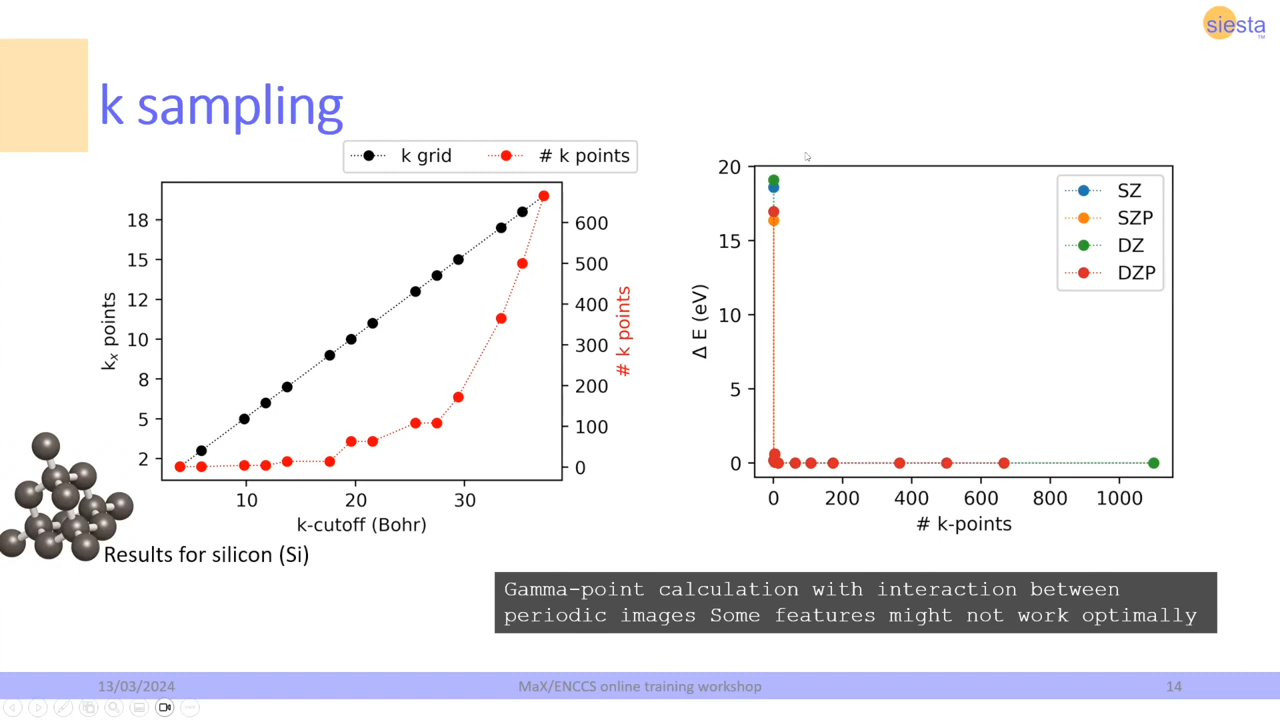 siesta
TM
k sampling
k grid
# k points
18
15
12
10
8
5
2
kₓ points
600
500
400
300
200
100
0
# k points
10
20
30
k-cutoff (Bohr)
Results for silicon (Si)
20
15
10
5
0
Δ E (eV)
SZ
SZP
DZ
DZP
0
200
400
600
800
1000
# k-points
Gamma-point calculation with interaction between
periodic images Some features might not work optimally
13/03/2024
MaX/ENCCS online training workshop
14